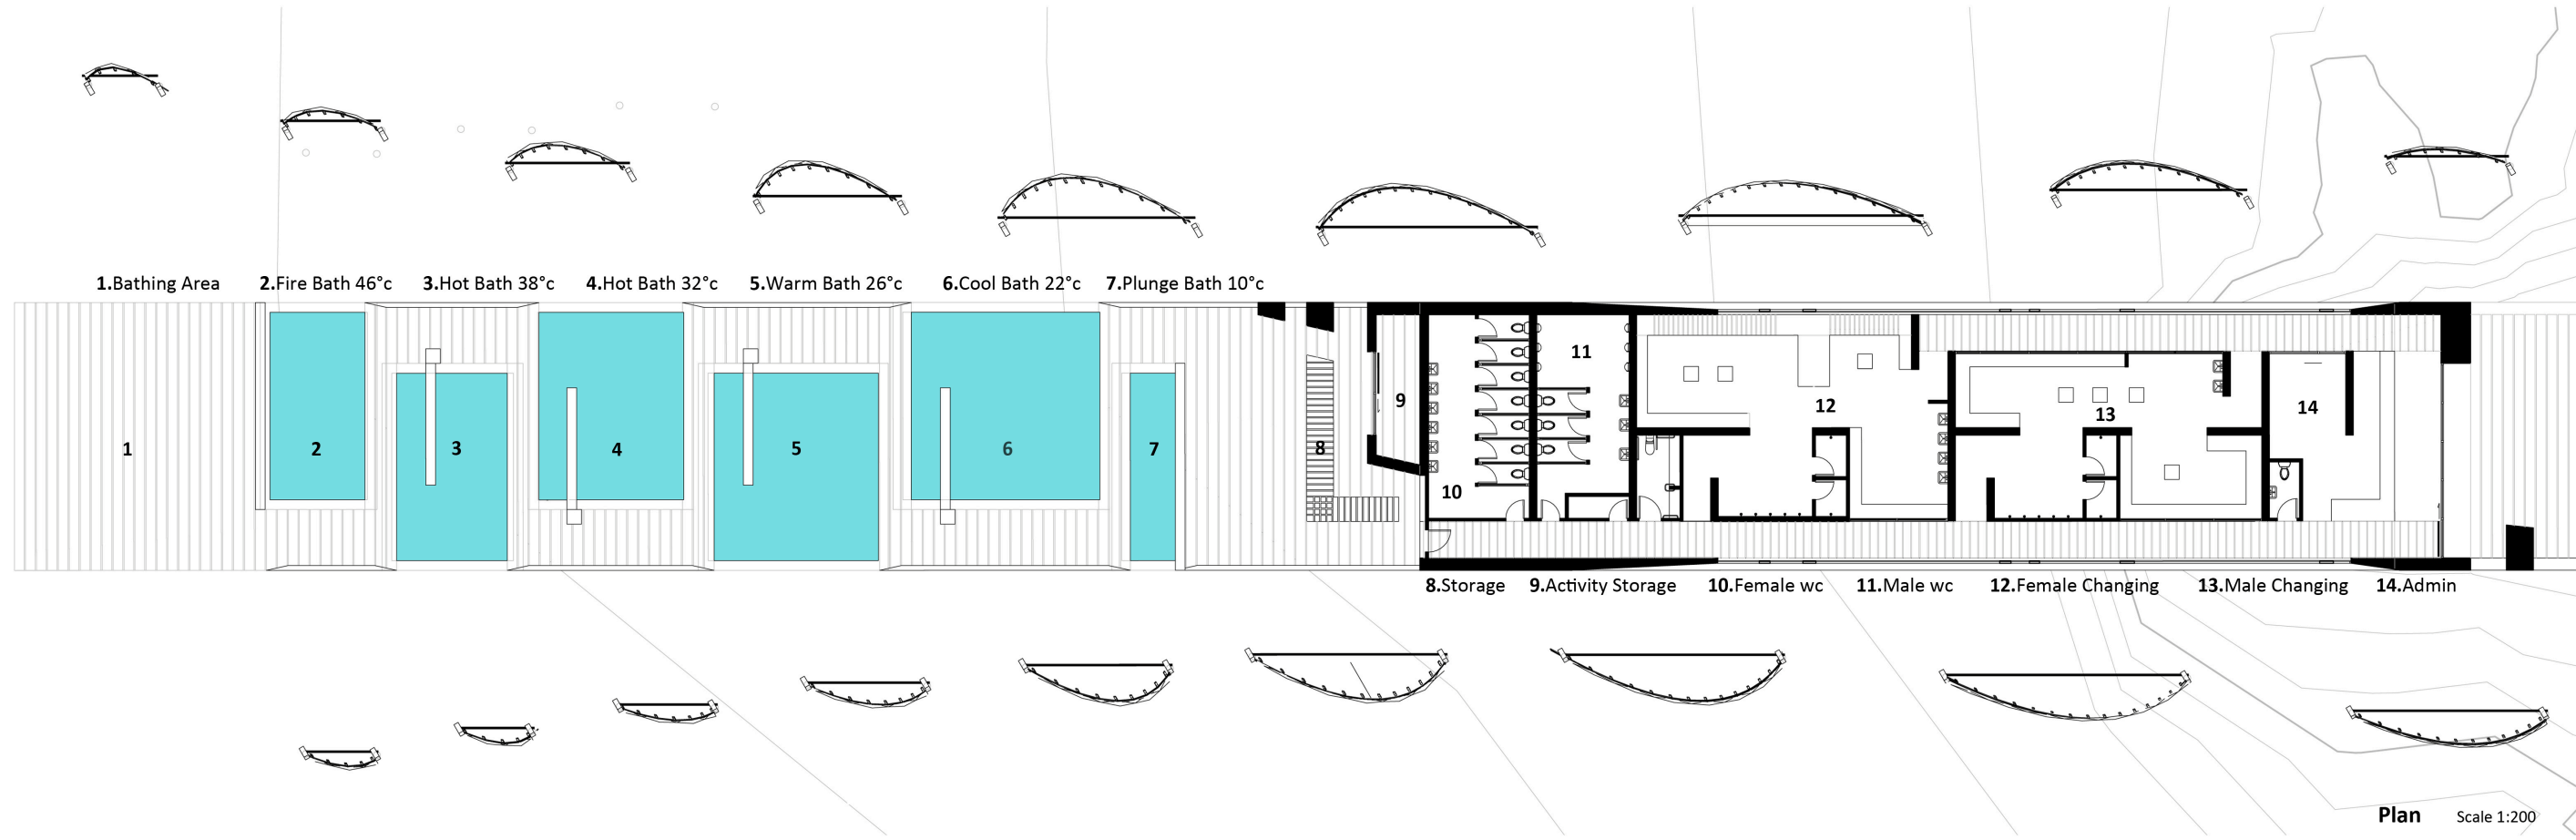 1.Bathing Area 2.Fire Bath 46°c 3.Hot Bath 38°c 4.Hot Bath 32°c 5.Warm Bath 26°c 6.Cool Bath 22°c 7.Plunge Bath 10°c
11
9 12 13 14
1 2 3 4 5 6 7 8
10
8.Storage 9.Activity Storage 10.Female wc 11.Male wc 12.Female Changing 13.Male Changing 14.Admin
Plan Scale 1:200